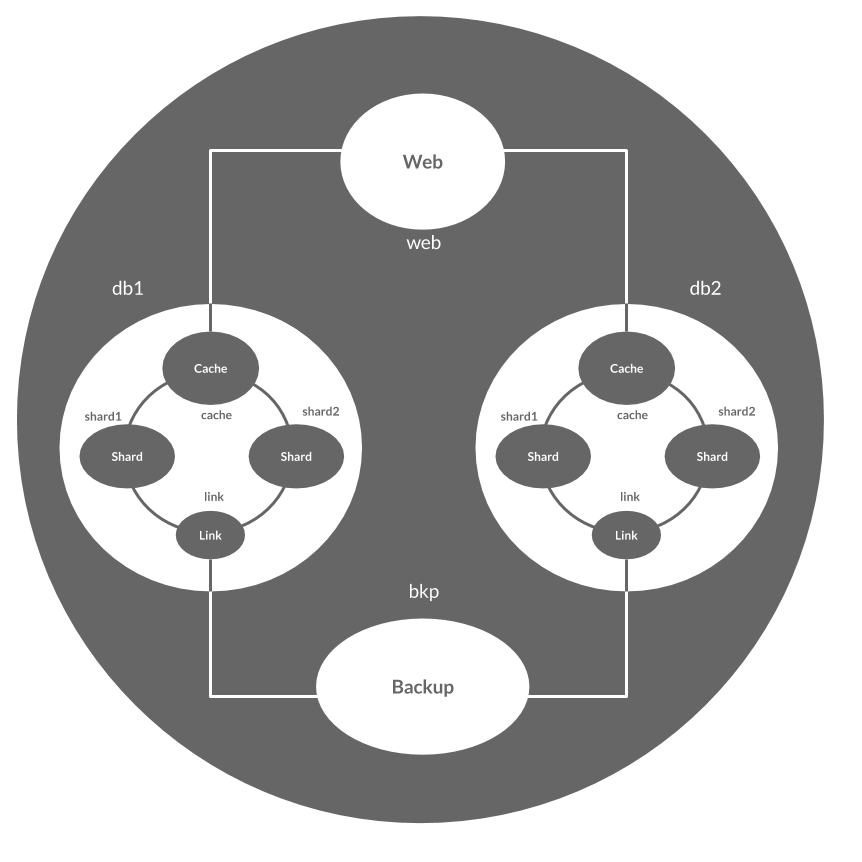 Web
web
db1
db2
Cache
Cache
shard1
cache
shard2
shard1
cache
shard2
Shard
Shard
Shard
Shard
link
link
Link
Link
bkp
Backup